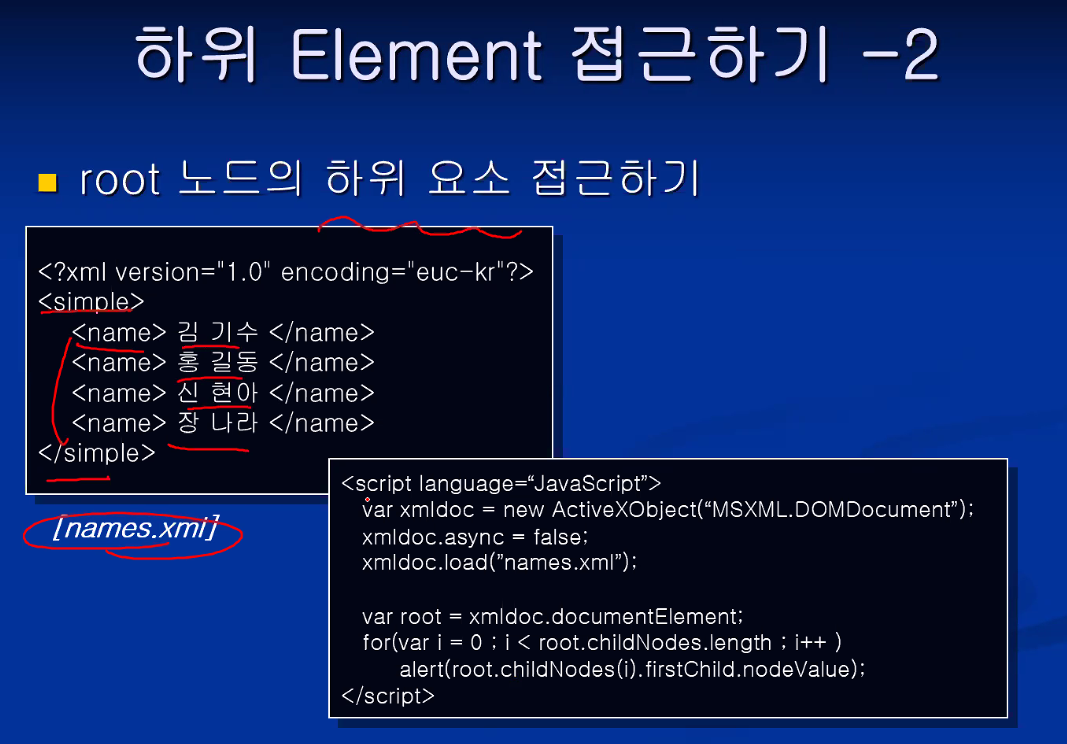 하위 Element 접근하기 -2
root 노드의 하위 요소 접근하기
<?xml version="1.0" encoding="euc-kr"?>
<simple>
<name> 김 기수 </name>
<name> 홍 길동 </name>
<name> 신 현아 </name>
<name> 장 나라 </name>
</simple>
[names.xml]
<script language=“JavaScript”>
var xmldoc = new ActiveXObject(“MSXML.DOMDocument”);
xmldoc.async = false;
xmldoc.load(”names.xml”);
var root = xmldoc.documentElement;
for(var i = 0 ; i < root.childNodes.length ; i++ )
alert(root.childNodes(i).firstChild.nodeValue);
</script>